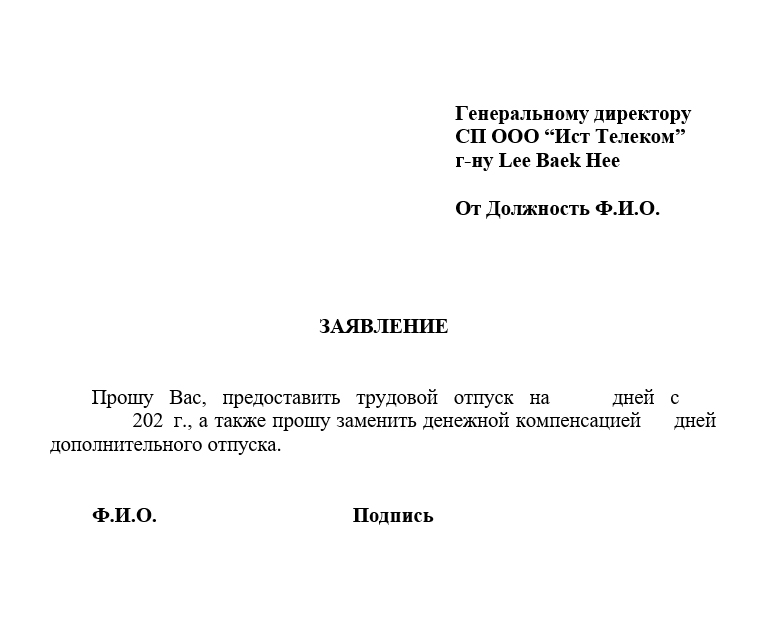 Генеральному директору
СП ООО “Ист Телеком”
г-ну Lee Baek Hee
От Должность Ф.И.О.
ЗАЯВЛЕНИЕ
Прошу Вас, предоставить трудовой отпуск на дней с
202 г., а также прошу заменить денежной компенсацией дней
дополнительного отпуска.
Ф.И.О. Подпись